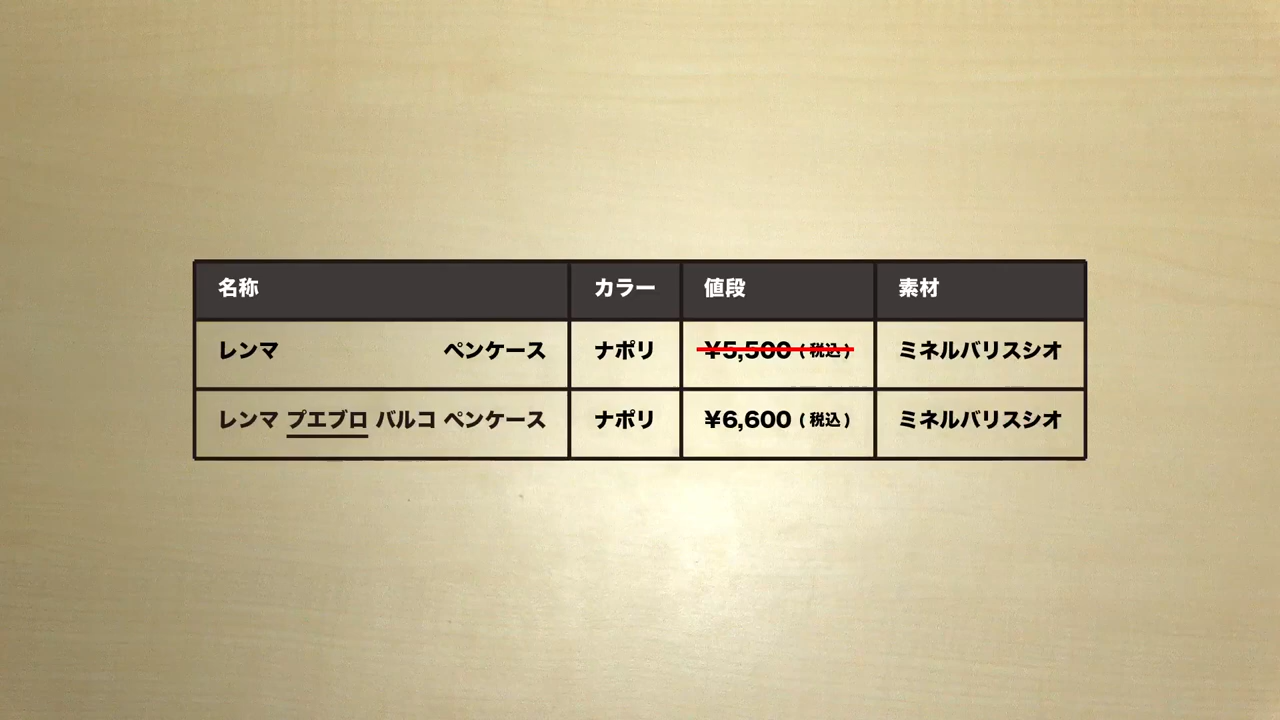 名称 カラー 値段 素材
レンマ ペンケース ナポリ ¥5,500(税込) ミネルバリスシオ
レンマ プエブロ バルコ ペンケース ナポリ ¥6,600(税込) ミネルバリスシオ